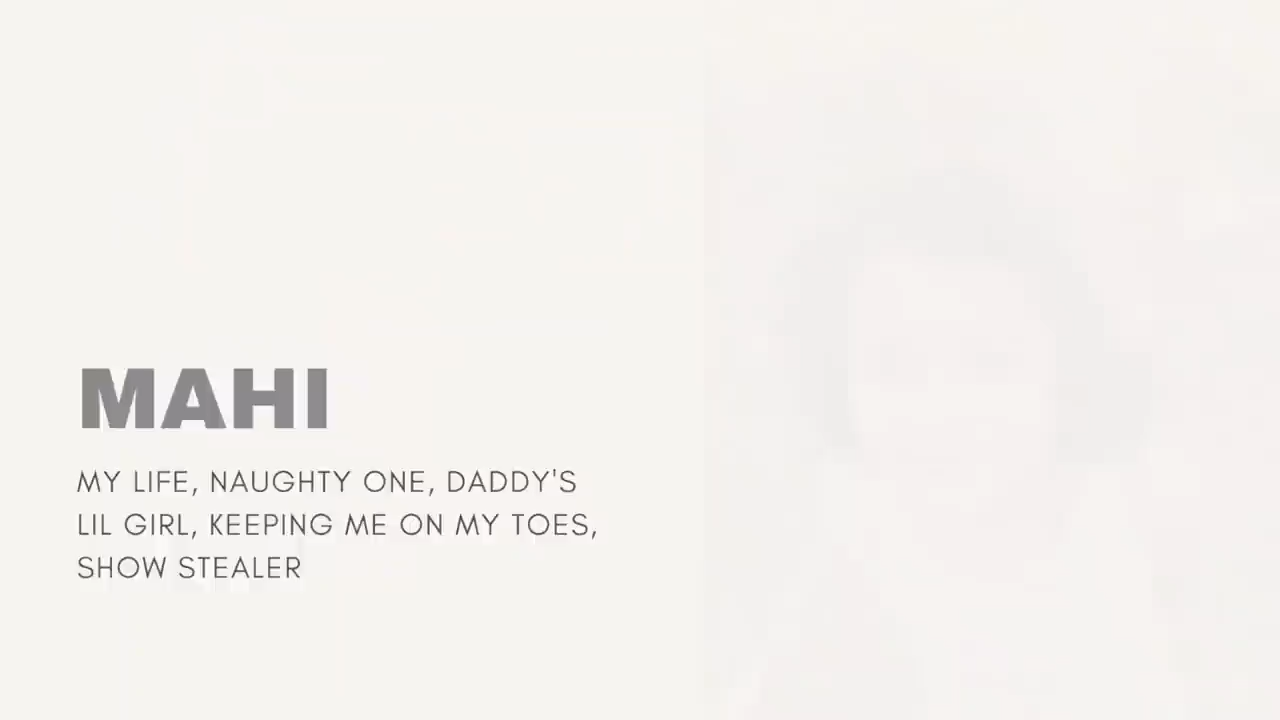 MAHI
MY LIFE, NAUGHTY ONE, DADDY'S
LIL GIRL, KEEPING ME ON MY TOES,
SHOW STEALER